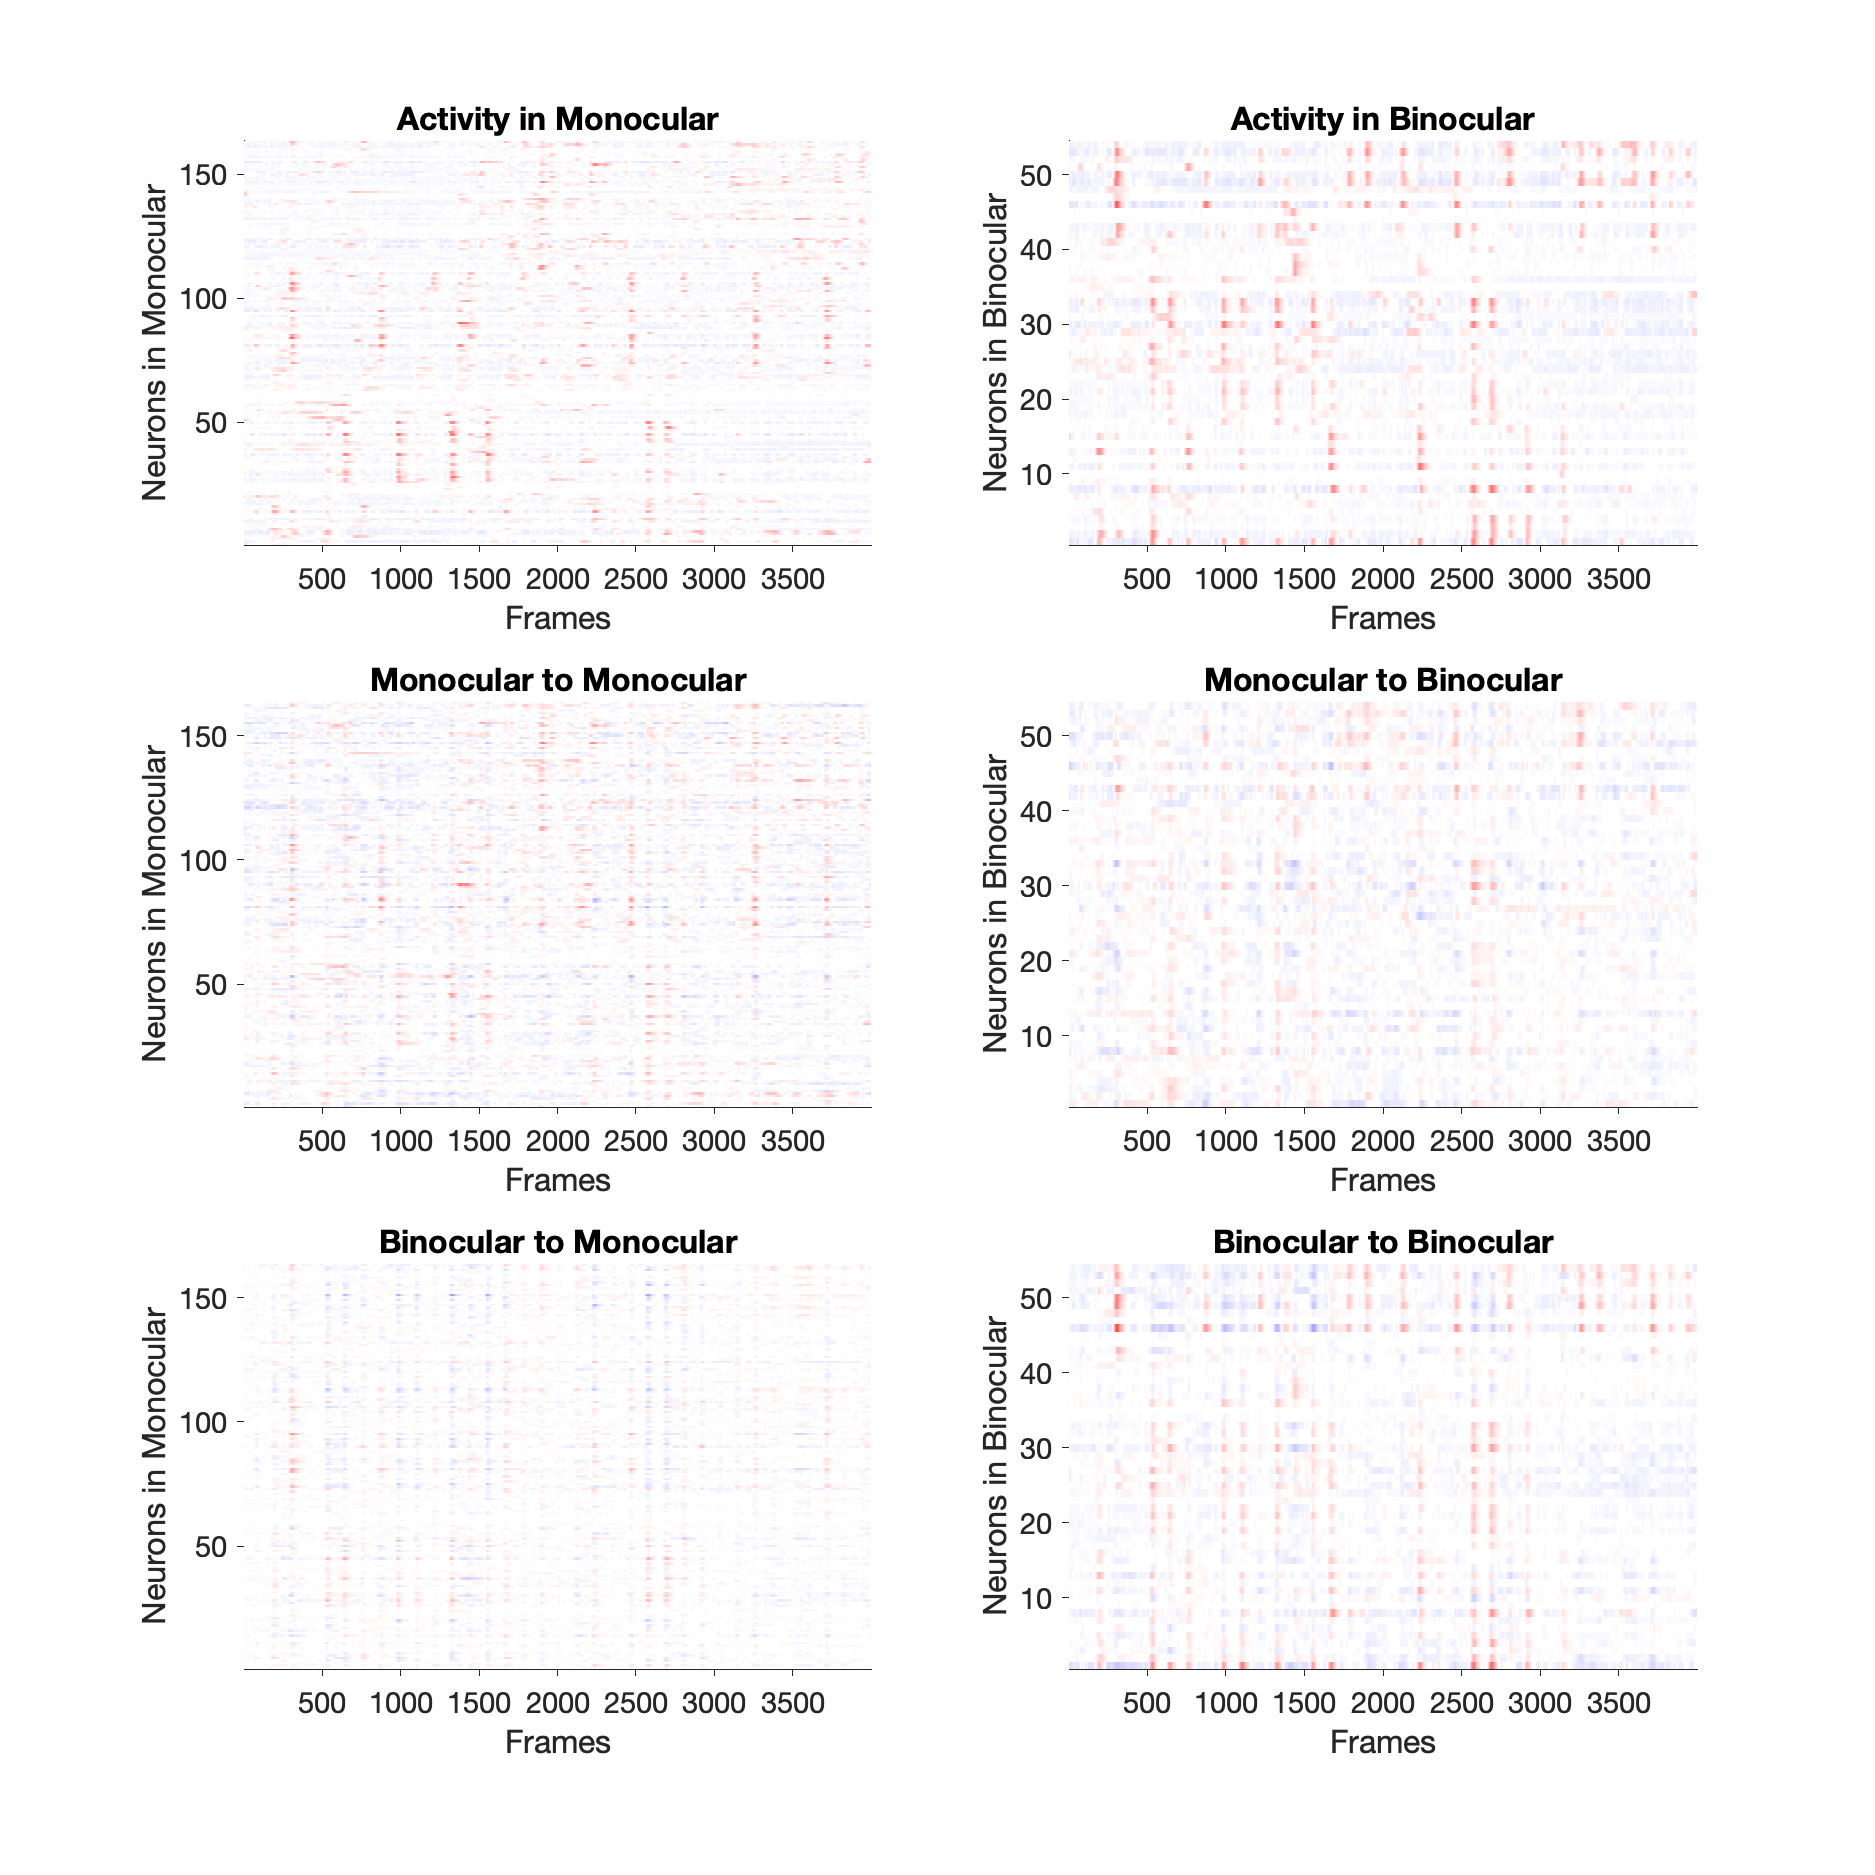 Activity in Monocular
Neurons in Monocular
150
100
50
500 1000 1500 2000 2500 3000 3500
Frames
Activity in Binocular
Neurons in Binocular
50
40
30
20
10
500 1000 1500 2000 2500 3000 3500
Frames
Monocular to Monocular
Neurons in Monocular
150
100
50
500 1000 1500 2000 2500 3000 3500
Frames
Monocular to Binocular
Neurons in Binocular
50
40
30
20
10
500 1000 1500 2000 2500 3000 3500
Frames
Binocular to Monocular
Neurons in Monocular
150
100
50
500 1000 1500 2000 2500 3000 3500
Frames
Binocular to Binocular
Neurons in Binocular
50
40
30
20
10
500 1000 1500 2000 2500 3000 3500
Frames